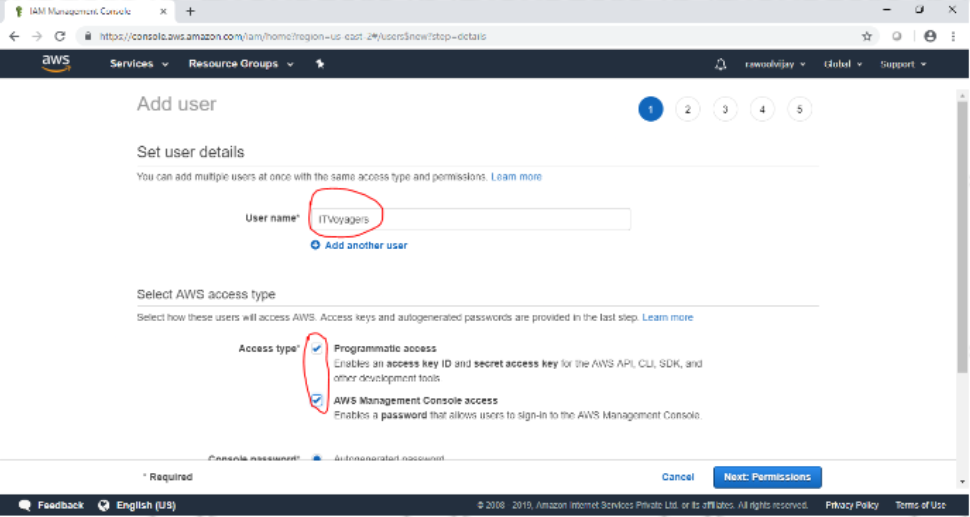 IAM Management Console
https://console.aws.amazon.com/iam/home?region=us-east-2#/users$new?step=details
aws Services Resource Groups rawoolvijay Global Support
Add user 1 2 3 4 5
Set user details
You can add multiple users at once with the same access type and permissions. Learn more
User name* ITVoyagers
Add another user
Select AWS access type
Select how these users will access AWS. Access keys and autogenerated passwords are provided in the last step. Learn more
Access type* Programmatic access
Enables an access key ID and secret access key for the AWS API, CLI, SDK, and
other development tools
AWS Management Console access
Enables a password that allows users to sign-in to the AWS Management Console.
Console password* Autogenerated password
* Required Cancel Next: Permissions
Feedback English (US) © 2008 - 2019, Amazon Internet Services Private Ltd. or its affiliates. All rights reserved. Privacy Policy Terms of Use